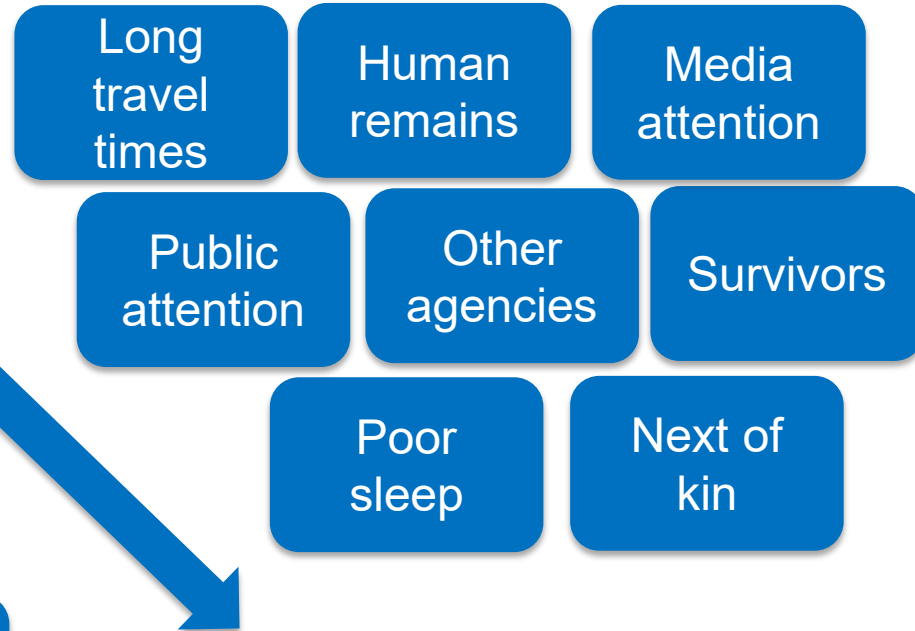 Long
travel
times
Human
remains
Media
attention
Public
attention
Other
agencies
Survivors
Poor
sleep
Next of
kin